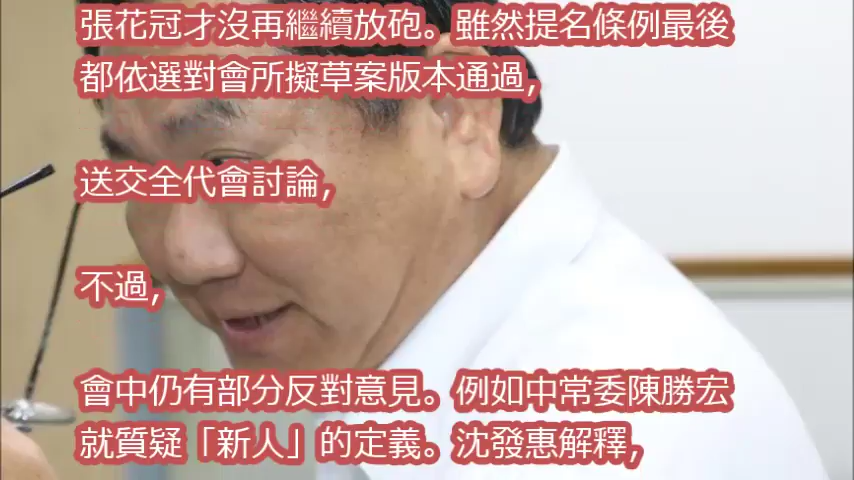 張花冠才沒再繼續放砲。雖然提名條例最後
都依選對會所擬草案版本通過，
送交全代會討論，
不過，
會中仍有部分反對意見。例如中常委陳勝宏
就質疑「新人」的定義。沈發惠解釋，